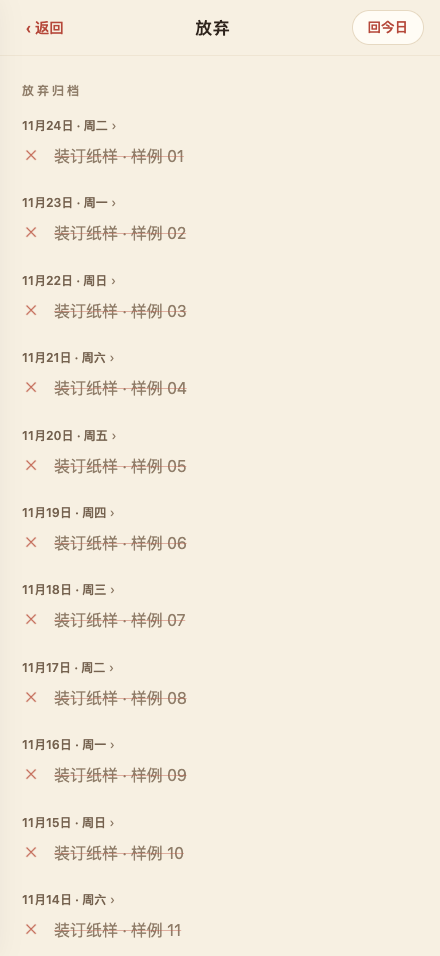 ‹ 返回
放弃
回今日
放弃归档
11月24日 · 周二 ›
× 装订纸样 · 样例 01
11月23日 · 周一 ›
× 装订纸样 · 样例 02
11月22日 · 周日 ›
× 装订纸样 · 样例 03
11月21日 · 周六 ›
× 装订纸样 · 样例 04
11月20日 · 周五 ›
× 装订纸样 · 样例 05
11月19日 · 周四 ›
× 装订纸样 · 样例 06
11月18日 · 周三 ›
× 装订纸样 · 样例 07
11月17日 · 周二 ›
× 装订纸样 · 样例 08
11月16日 · 周一 ›
× 装订纸样 · 样例 09
11月15日 · 周日 ›
× 装订纸样 · 样例 10
11月14日 · 周六 ›
× 装订纸样 · 样例 11